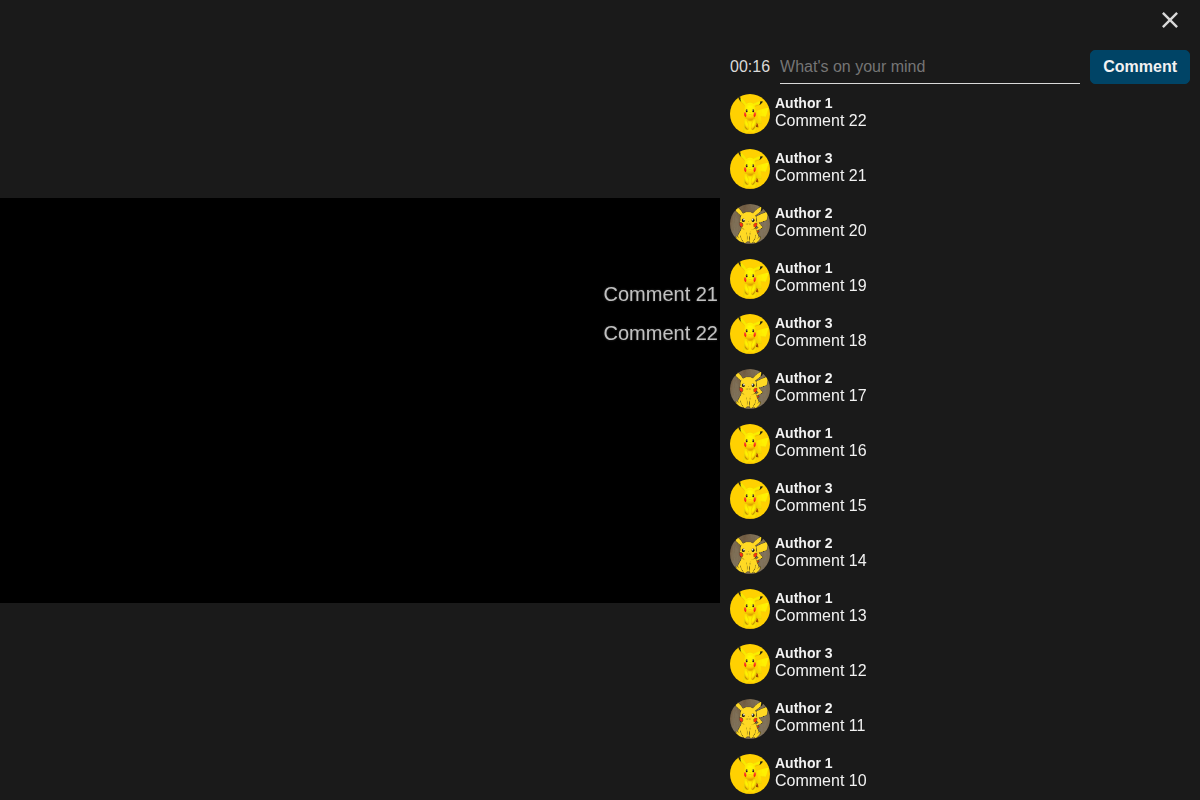 00:16 What's on your mind Comment
Comment 21
Comment 22
Author 1
Comment 22
Author 3
Comment 21
Author 2
Comment 20
Author 1
Comment 19
Author 3
Comment 18
Author 2
Comment 17
Author 1
Comment 16
Author 3
Comment 15
Author 2
Comment 14
Author 1
Comment 13
Author 3
Comment 12
Author 2
Comment 11
Author 1
Comment 10